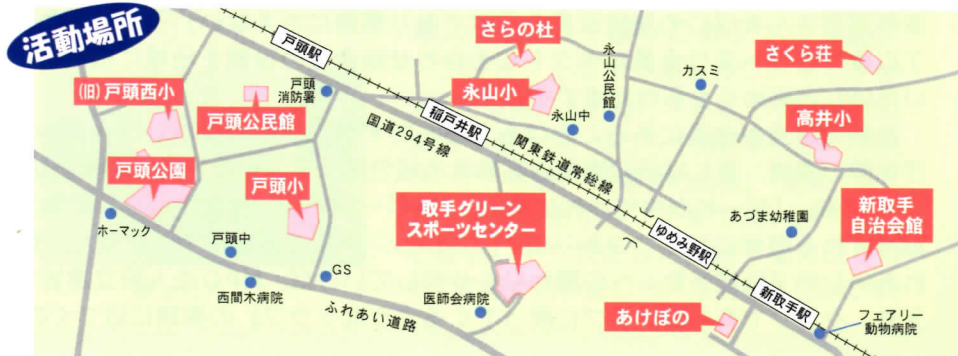 活動場所
戸頭駅
さらの杜
永山公民館
カスミ
さくら荘
(旧)戸頭西小
戸頭公民館
戸頭
消防署
永山小
永山中
稲戸井駅
国道294号線
関東鉄道常総線
高井小
戸頭公園
戸頭小
取手グリーン
スポーツセンター
新取手
自治会館
あづま幼稚園
ホーマック
戸頭中
西間木病院
GS
ふれあい道路
医師会病院
ゆめみ野駅
新取手駅
あけぼの
フェアリー
動物病院